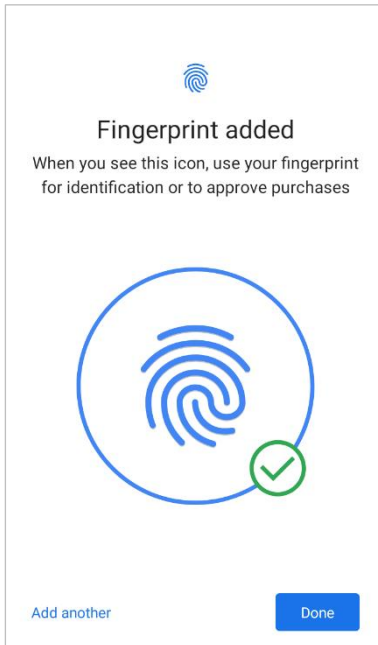 Fingerprint added
When you see this icon, use your fingerprint
for identification or to approve purchases
Add another
Done